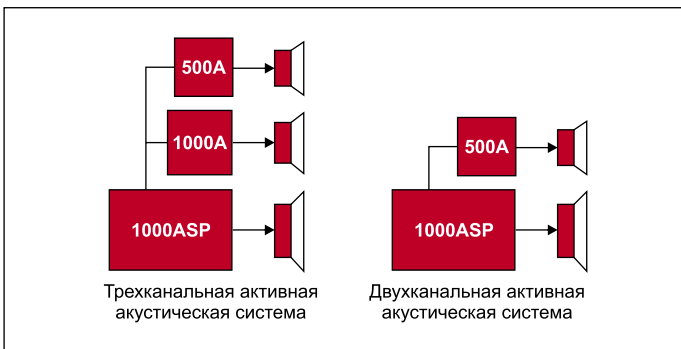 500A
1000A
1000ASP
Трехканальная активная
акустическая система
500A
1000ASP
Двухканальная активная
акустическая система